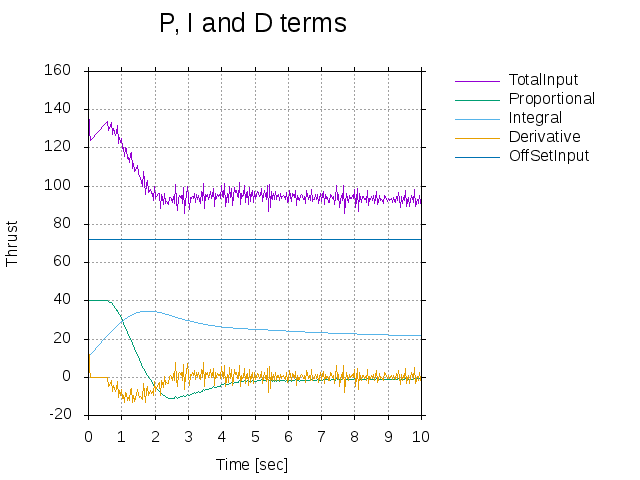 P, I and D terms
160
140
120
100
80
60
40
20
0
-20
Thrust
0 1 2 3 4 5 6 7 8 9 10
Time [sec]
TotalInput
Proportional
Integral
Derivative
OffSetInput